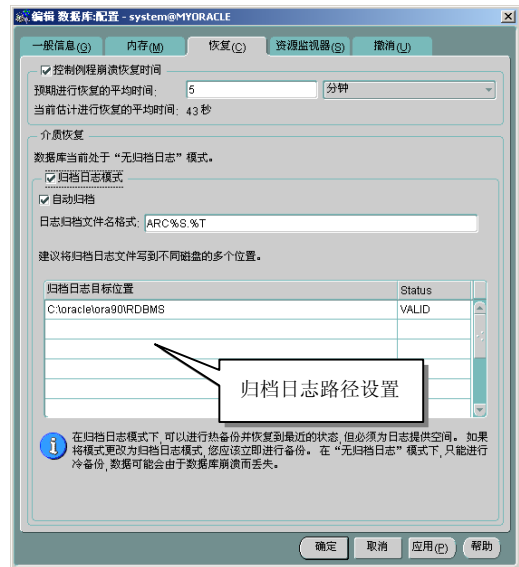 编辑 数据库:配置 - system@MYORACLE
一般信息(G) 内存(M) 恢复(C) 资源监视器(S) 撤消(U)
控制例程崩溃恢复时间
预期进行恢复的平均时间: 5 分钟
当前估计进行恢复的平均时间: 43 秒
介质恢复
数据库当前处于“无归档日志”模式。
归档日志模式
自动归档
日志归档文件名格式: ARC%S.%T
建议将归档日志文件写到不同磁盘的多个位置。
归档日志目标位置 Status
C:\oracle\ora90\RDBMS VALID
归档日志路径设置
在归档日志模式下, 可以进行热备份并恢复到最近的状态, 但必须为日志提供空间。 如果
将模式更改为归档日志模式, 您应该立即进行备份。 在“无归档日志”模式下, 只能进行
冷备份, 数据可能会由于数据库崩溃而丢失。
确定 取消 应用(P) 帮助